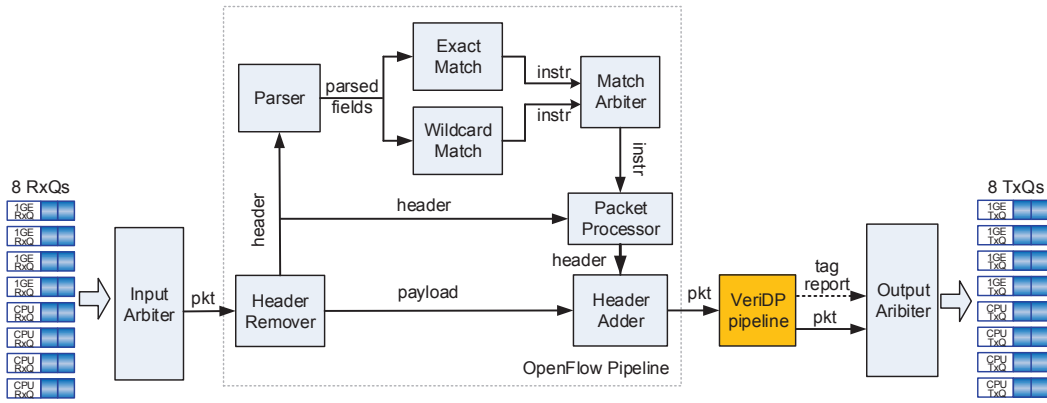 8 RxQs
1GE
RxQ
1GE
RxQ
1GE
RxQ
1GE
RxQ
CPU
RxQ
CPU
RxQ
CPU
RxQ
CPU
RxQ
Input
Arbiter
pkt
Header
Remover
header
Parser
parsed
fields
Exact
Match
Wildcard
Match
instr
instr
Match
Arbiter
instr
header
Packet
Processor
header
payload
Header
Adder
OpenFlow Pipeline
pkt
VeriDP
pipeline
tag
report
pkt
Output
Aribiter
8 TxQs
1GE
TxQ
1GE
TxQ
1GE
TxQ
1GE
TxQ
CPU
TxQ
CPU
TxQ
CPU
TxQ
CPU
TxQ